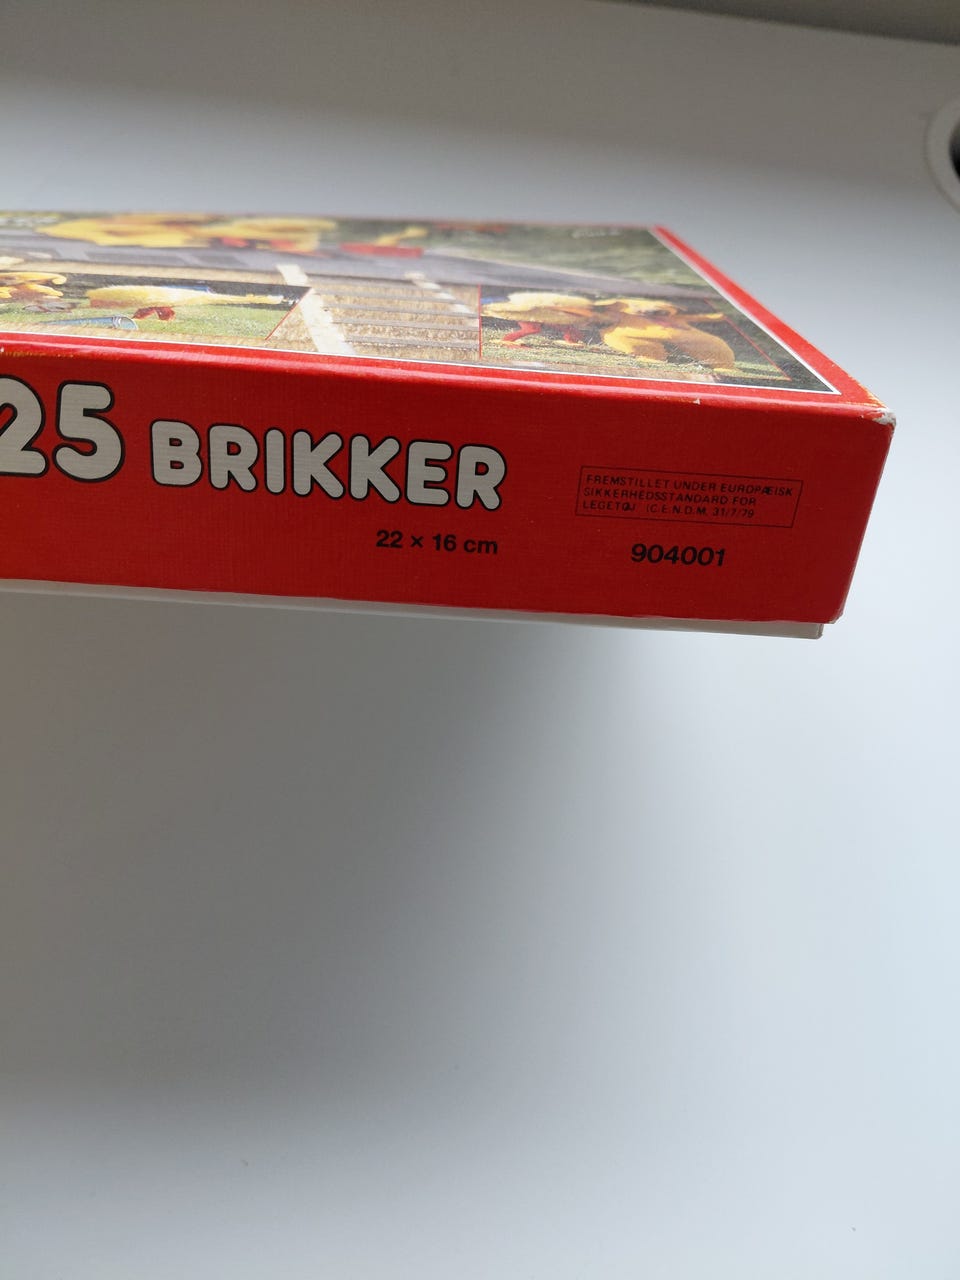 25 BRIKKER
22 × 16 cm
FREMSTILLET UNDER EUROPÆISK
SIKKERHEDSSTANDARD FOR
LEGETØJ (C.E.N.D.M. 31/7/79
904001